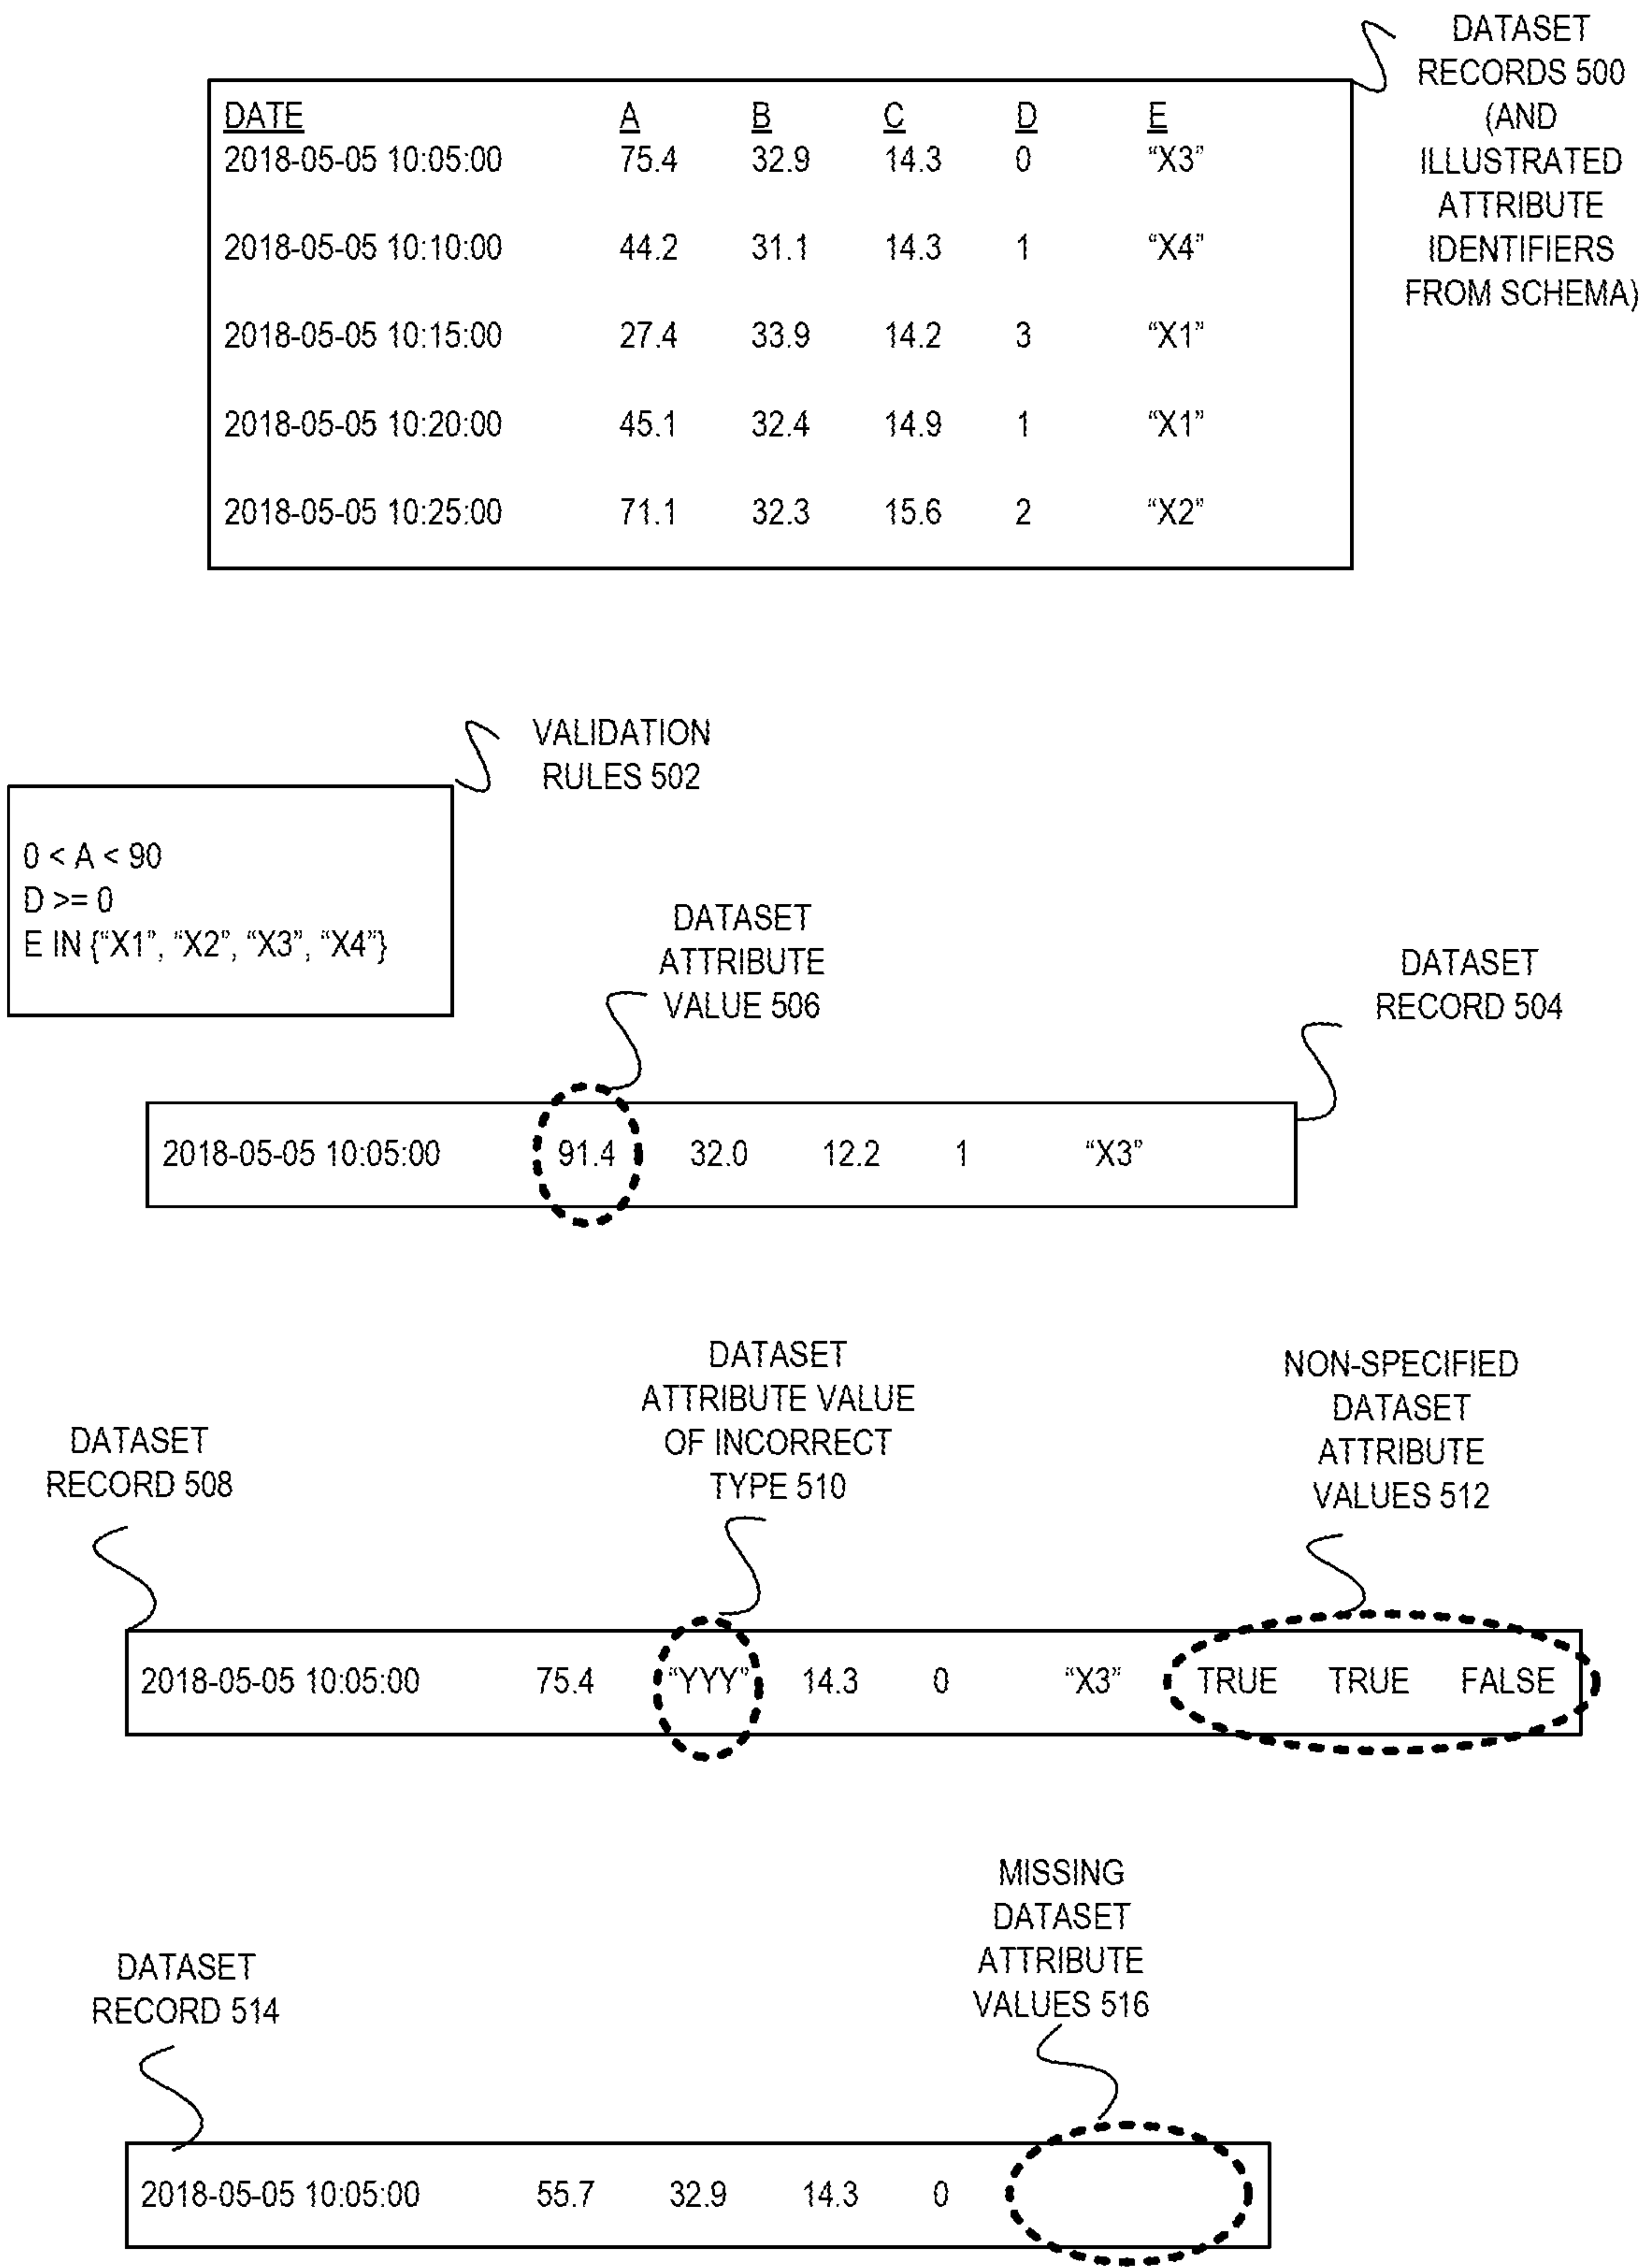 DATASET
RECORDS 500
(AND
ILLUSTRATED
ATTRIBUTE
IDENTIFIERS
FROM SCHEMA)
DATE A B C D E
2018-05-05 10:05:00 75.4 32.9 14.3 0 “X3”
2018-05-05 10:10:00 44.2 31.1 14.3 1 “X4”
2018-05-05 10:15:00 27.4 33.9 14.2 3 “X1”
2018-05-05 10:20:00 45.1 32.4 14.9 1 “X1”
2018-05-05 10:25:00 71.1 32.3 15.6 2 “X2”
VALIDATION
RULES 502
0 < A < 90
D >= 0
E IN {“X1”, “X2”, “X3”, “X4”}
DATASET
ATTRIBUTE
VALUE 506
DATASET
RECORD 504
2018-05-05 10:05:00 91.4 32.0 12.2 1 “X3”
DATASET
RECORD 508
DATASET
ATTRIBUTE VALUE
OF INCORRECT
TYPE 510
NON-SPECIFIED
DATASET
ATTRIBUTE
VALUES 512
2018-05-05 10:05:00 75.4 “YYY” 14.3 0 “X3” TRUE TRUE FALSE
DATASET
RECORD 514
MISSING
DATASET
ATTRIBUTE
VALUES 516
2018-05-05 10:05:00 55.7 32.9 14.3 0